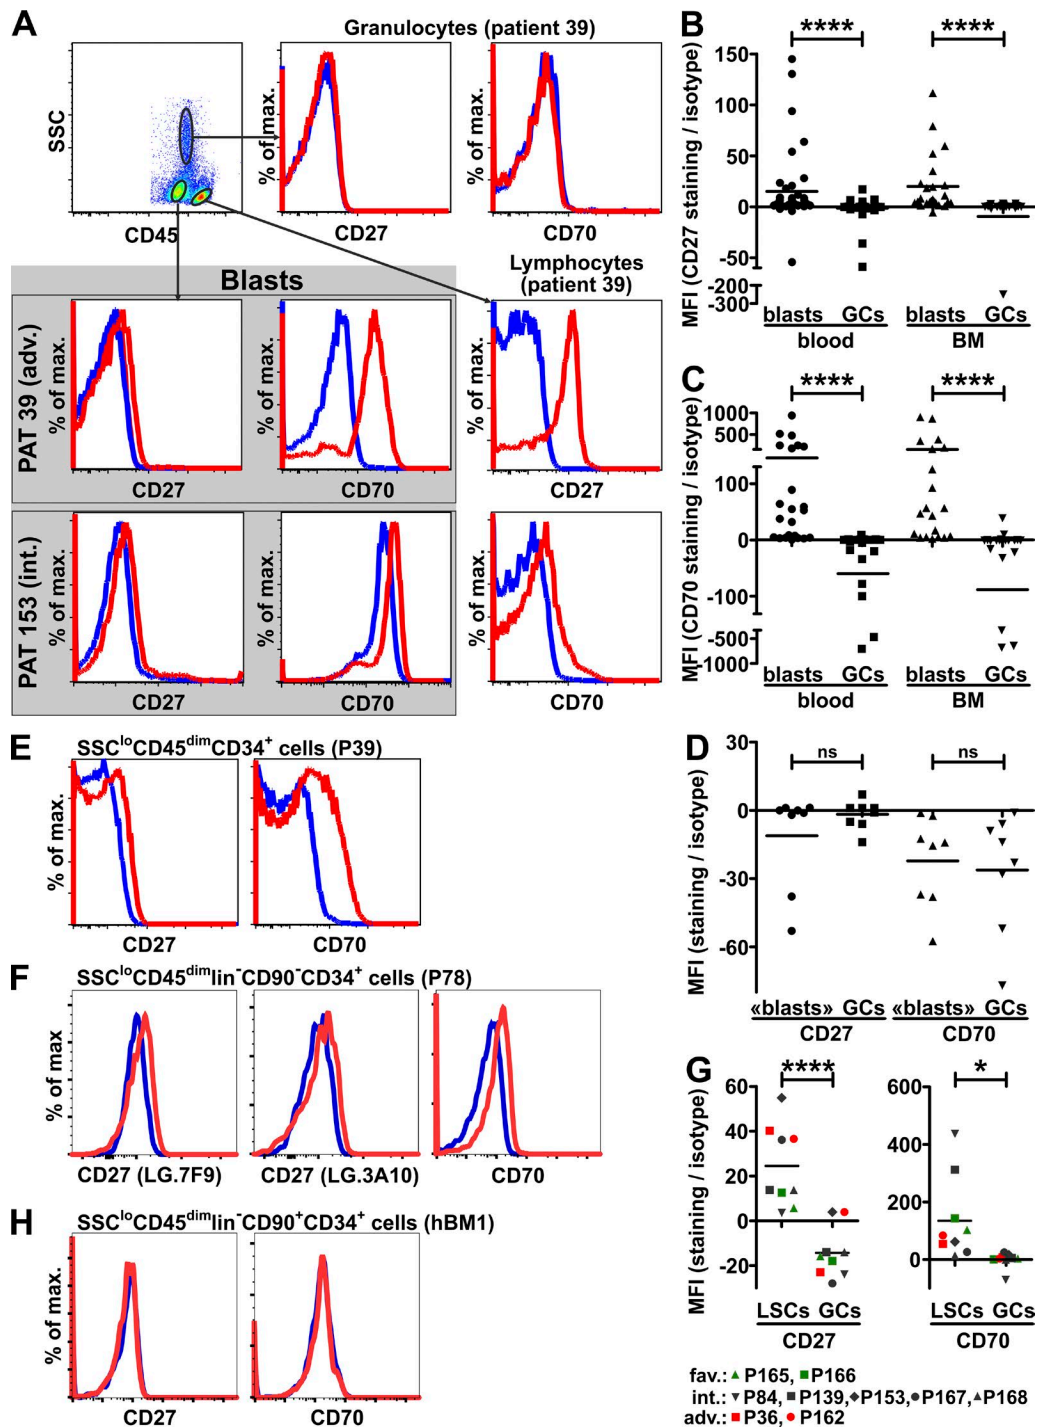 A
Granulocytes (patient 39)
SSC
CD45
% of max.
CD27
% of max.
CD70
Blasts
Lymphocytes
(patient 39)
PAT 39 (adv.)
% of max.
CD27
% of max.
CD70
% of max.
CD27
PAT 153 (int.)
% of max.
CD27
% of max.
CD70
% of max.
CD27
B
**** ****
MFI (CD27 staining / isotype)
150
100
50
0
-50
-200
-300
blasts GCs blasts GCs
blood BM
C
**** ****
MFI (CD70 staining / isotype)
1000
500
100
0
-100
-500
1000
blasts GCs blasts GCs
blood BM
D
ns ns
MFI (staining / isotype)
30
0
-30
-60
«blasts» GCs «blasts» GCs
CD27 CD70
E
SSCloCD45dimCD34+ cells (P39)
% of max.
CD27 CD70
F
SSCloCD45dimlin-CD90-CD34+ cells (P78)
% of max
CD27 (LG.7F9) CD27 (LG.3A10) CD70
G
**** *
MFI (staining / isotype)
60
40
20
0
-20
LSCs GCs
CD27
600
400
200
0
LSCs GCs
CD70
fav.: ▲ P165, ■ P166
int.: ▼ P84, ■ P139, ◆ P153, ● P167, ▲ P168
adv.: ■ P36, ● P162
H
SSCloCD45dimlin-CD90+CD34+ cells (hBM1)
% of max.
CD27 CD70